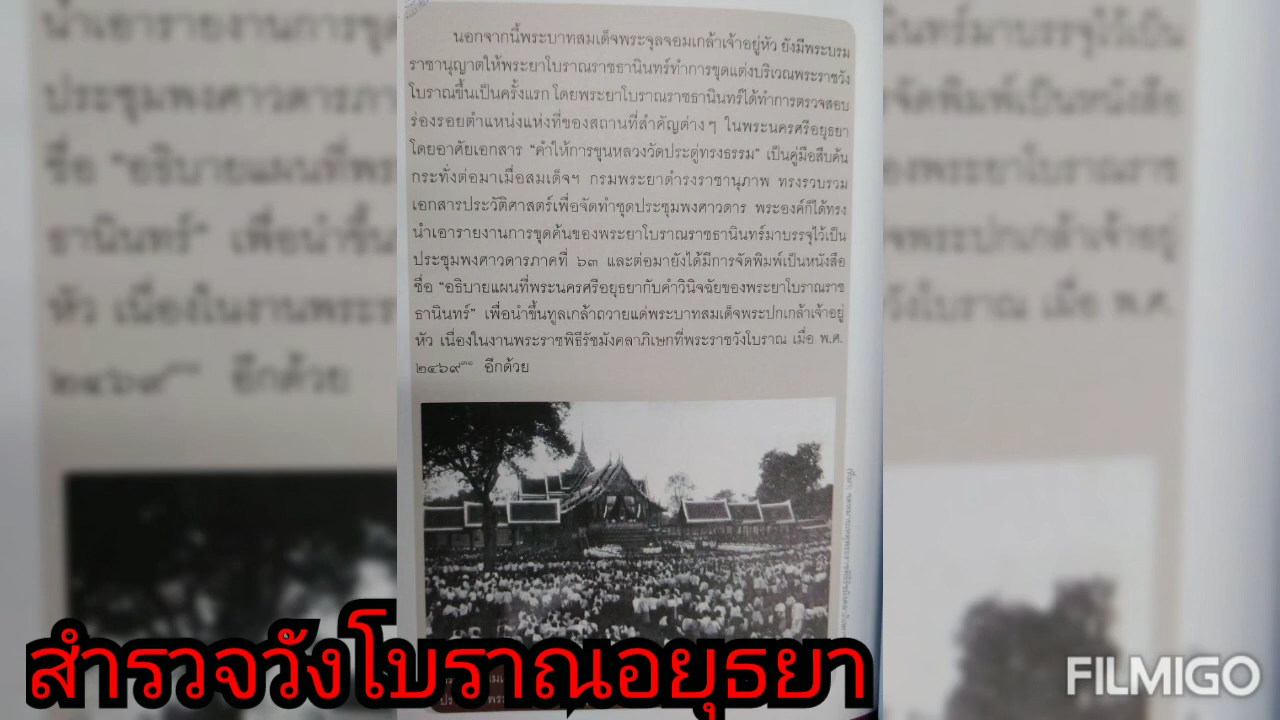 นอกจากนี้พระบาทสมเด็จพระจุลจอมเกล้าเจ้าอยู่หัว ยังมีพระบรม
ราชานุญาตให้พระยาโบราณราชธานินทร์ทำการขุดแต่งบริเวณพระราชวัง
โบราณขึ้นเป็นครั้งแรก โดยพระยาโบราณราชธานินทร์ได้ทำการตรวจสอบ
ร่องรอยตำแหน่งแห่งที่ของสถานที่สำคัญต่าง ๆ ในพระนครศรีอยุธยา
โดยอาศัยเอกสาร “คำให้การขุนหลวงวัดประดู่ทรงธรรม” เป็นคู่มือสืบค้น
กระทั่งต่อมาเมื่อสมเด็จฯ กรมพระยาดำรงราชานุภาพ ทรงรวบรวม
เอกสารประวัติศาสตร์เพื่อจัดทำชุดประชุมพงศาวดาร พระองค์ก็ได้ทรง
นำเอารายงานการขุดค้นของพระยาโบราณราชธานินทร์มาบรรจุไว้เป็น
ประชุมพงศาวดารภาคที่ ๖๓ และต่อมายังได้มีการจัดพิมพ์เป็นหนังสือ
ชื่อ “อธิบายแผนที่พระนครศรีอยุธยากับคำวินิจฉัยของพระยาโบราณราช
ธานินทร์” เพื่อนำขึ้นทูลเกล้าถวายแด่พระบาทสมเด็จพระปกเกล้าเจ้าอยู่
หัว เนื่องในงานพระราชพิธีรัชมังคลาภิเษกที่พระราชวังโบราณ เมื่อ พ.ศ.
๒๔๖๙ อีกด้วย
สำรวจวังโบราณอยุธยา
FILMIGO